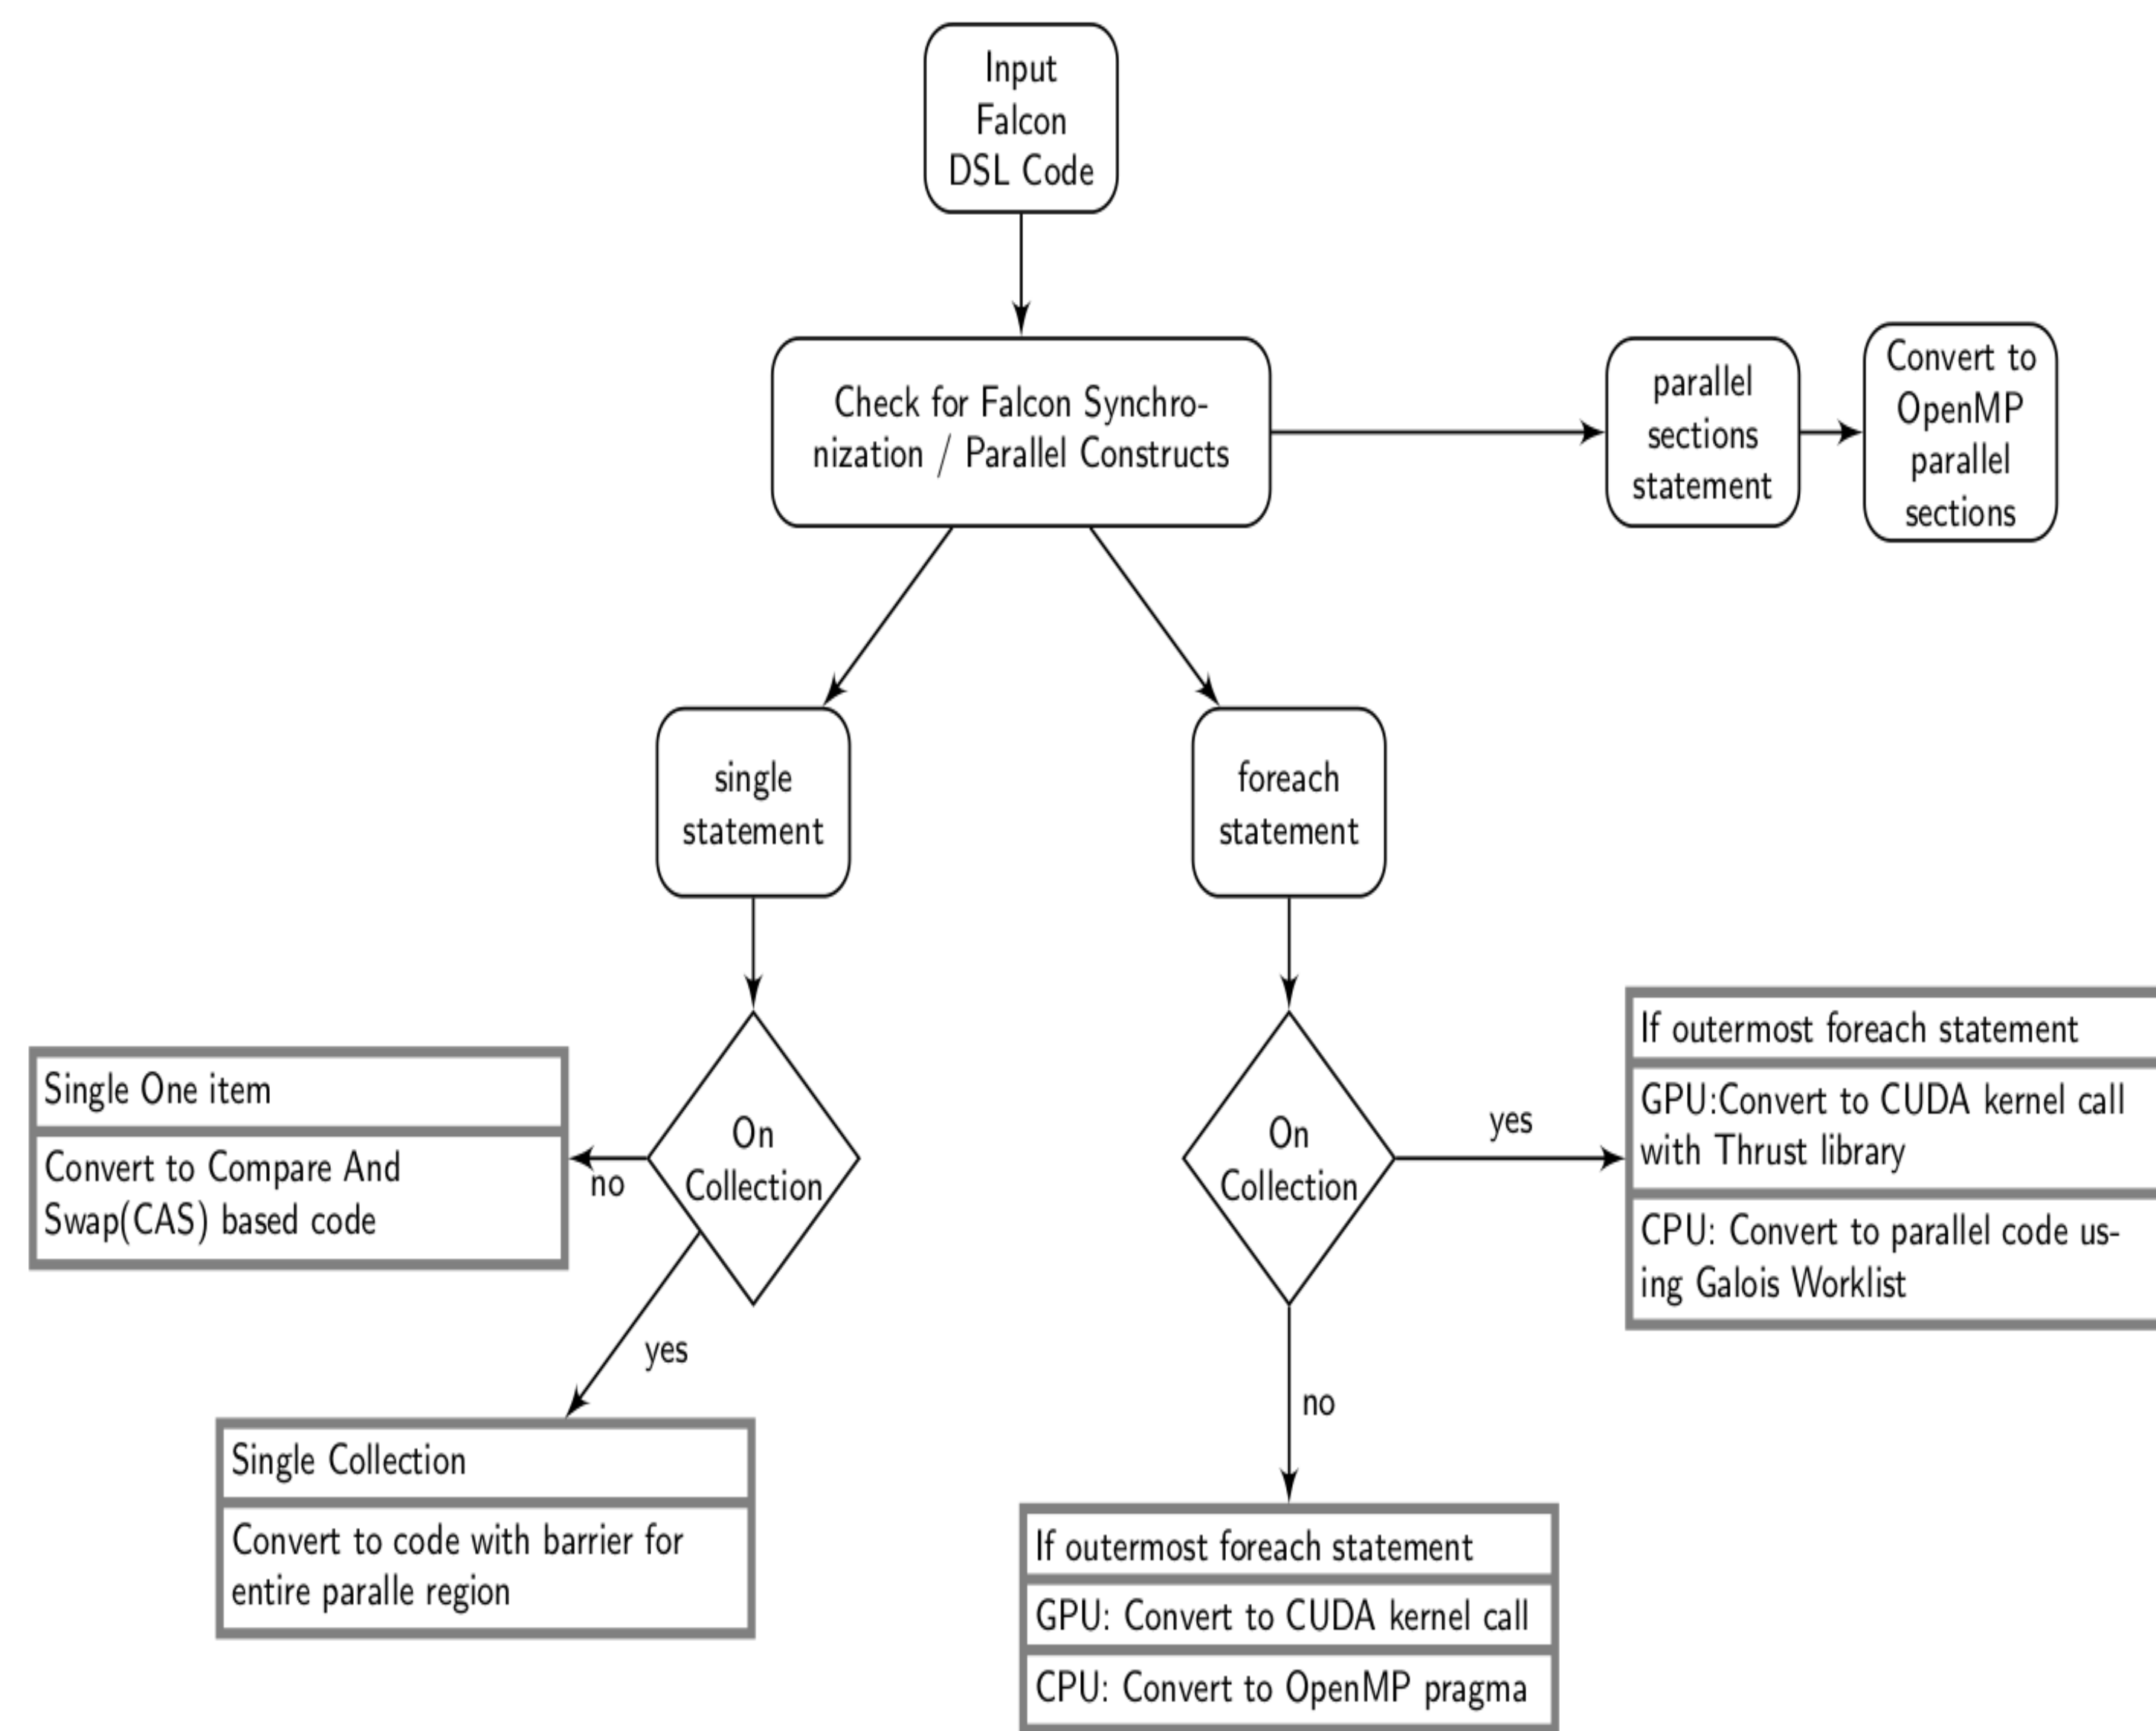 Input
Falcon
DSL Code
Check for Falcon Synchro-
nization / Parallel Constructs
parallel
sections
statement
Convert to
OpenMP
parallel
sections
single
statement
foreach
statement
On
Collection
no
yes
Single One item
Convert to Compare And
Swap(CAS) based code
Single Collection
Convert to code with barrier for
entire paralle region
On
Collection
yes
no
If outermost foreach statement
GPU:Convert to CUDA kernel call
with Thrust library
CPU: Convert to parallel code us-
ing Galois Worklist
If outermost foreach statement
GPU: Convert to CUDA kernel call
CPU: Convert to OpenMP pragma